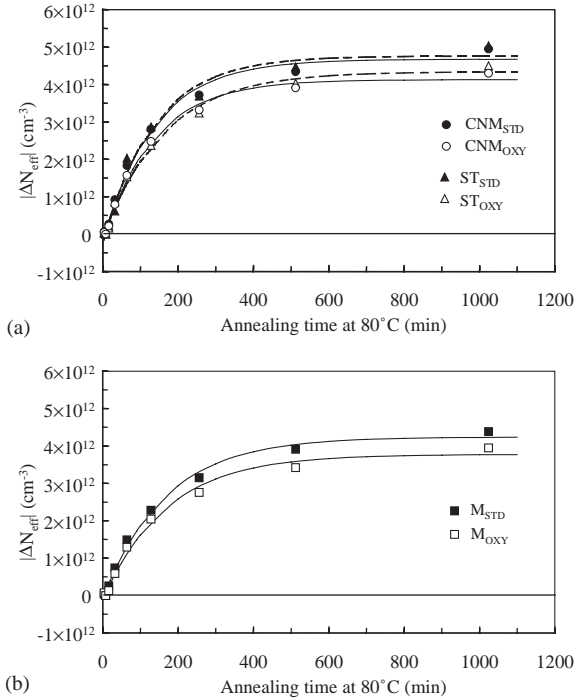 6×10¹²
5×10¹²
4×10¹²
3×10¹²
2×10¹²
1×10¹²
0
-1×10¹²
|ΔN_eff| (cm⁻³)
CNM_STD
CNM_OXY
ST_STD
ST_OXY
0 200 400 600 800 1000 1200
(a) Annealing time at 80˚C (min)
6×10¹²
5×10¹²
4×10¹²
3×10¹²
2×10¹²
1×10¹²
0
-1×10¹²
|ΔN_eff| (cm⁻³)
M_STD
M_OXY
0 200 400 600 800 1000 1200
(b) Annealing time at 80˚C (min)